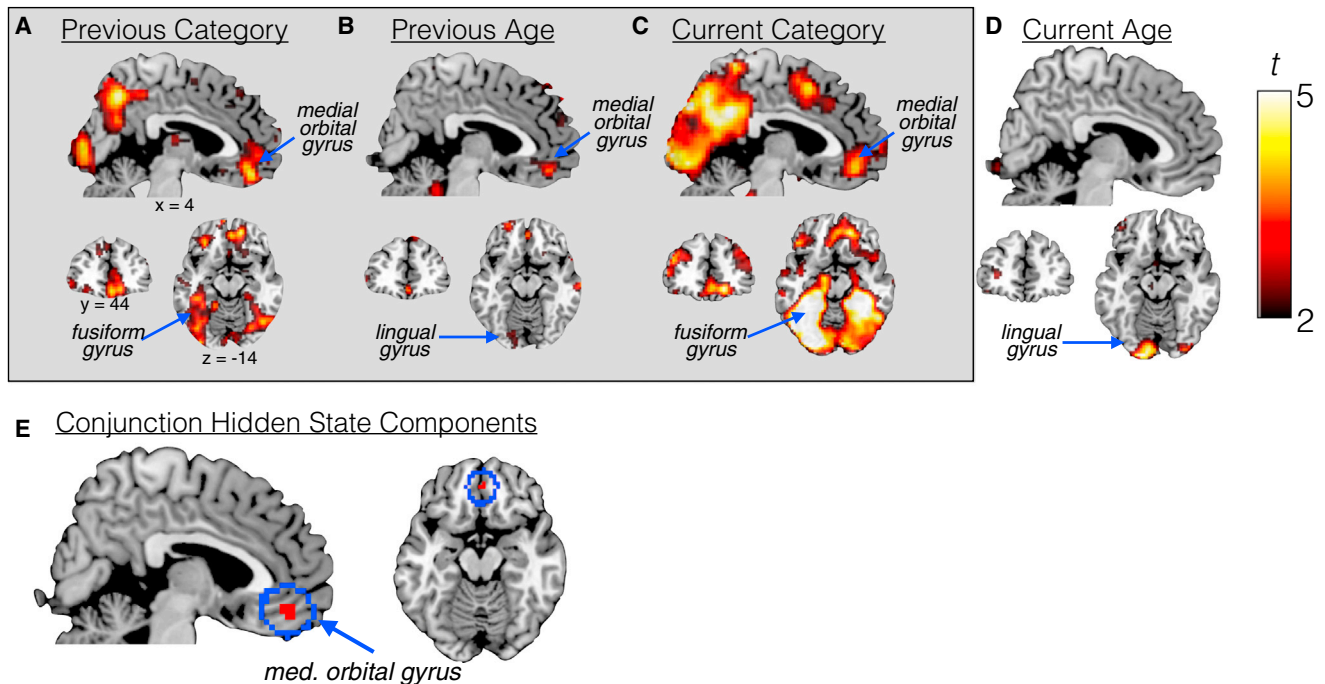 A Previous Category
medial
orbital
gyrus
x = 4
y = 44
fusiform
gyrus
z = -14
B Previous Age
medial
orbital
gyrus
lingual
gyrus
C Current Category
medial
orbital
gyrus
fusiform
gyrus
D Current Age
lingual
gyrus
t
5
2
E Conjunction Hidden State Components
med. orbital gyrus